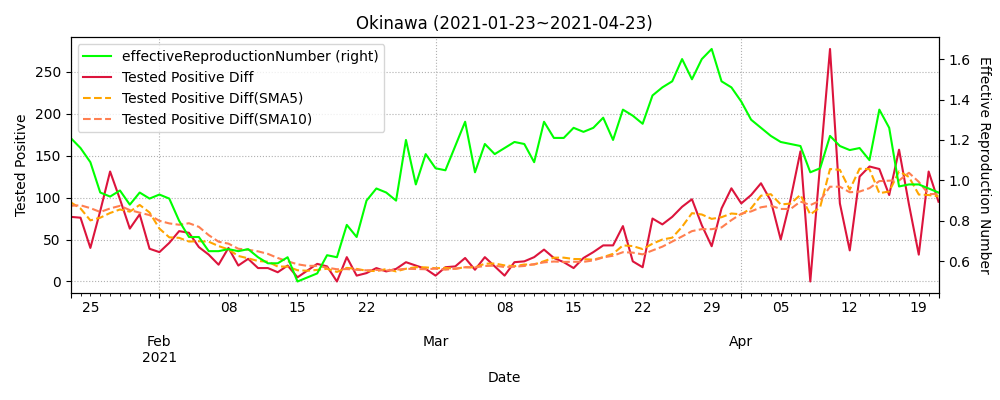 Okinawa (2021-01-23~2021-04-23)
effectiveReproductionNumber (right)
Tested Positive Diff
Tested Positive Diff(SMA5)
Tested Positive Diff(SMA10)
Tested Positive
250
200
150
100
50
0
Effective Reproduction Number
1.6
1.4
1.2
1.0
0.8
0.6
25 08 15 22 08 15 22 29 05 12 19
Feb Mar Apr
2021
Date